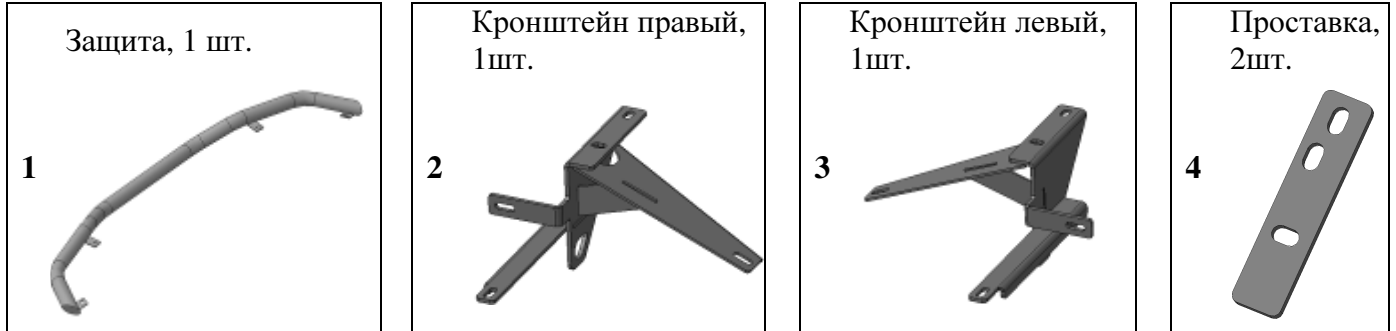 Защита, 1 шт.
1
Кронштейн правый,
1шт.
2
Кронштейн левый,
1шт.
3
Проставка,
2шт.
4